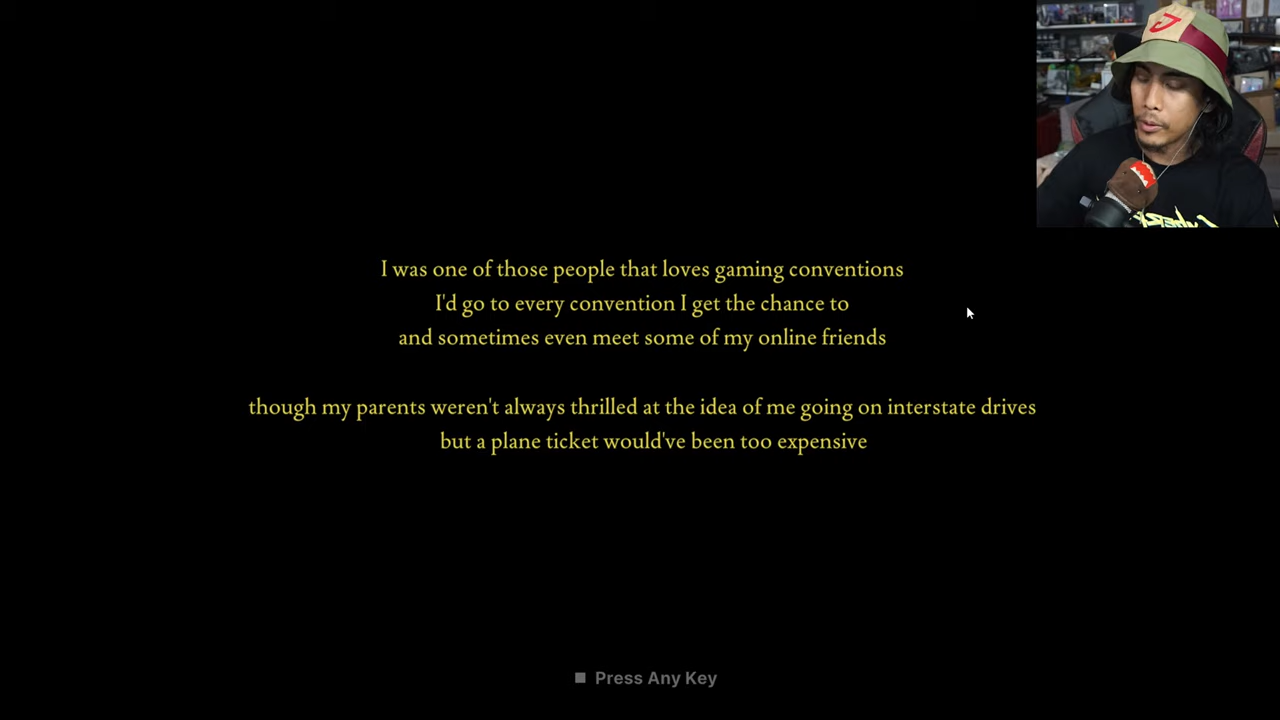 I was one of those people that loves gaming conventions
I'd go to every convention I get the chance to
and sometimes even meet some of my online friends
though my parents weren't always thrilled at the idea of me going on interstate drives
but a plane ticket would've been too expensive
Press Any Key